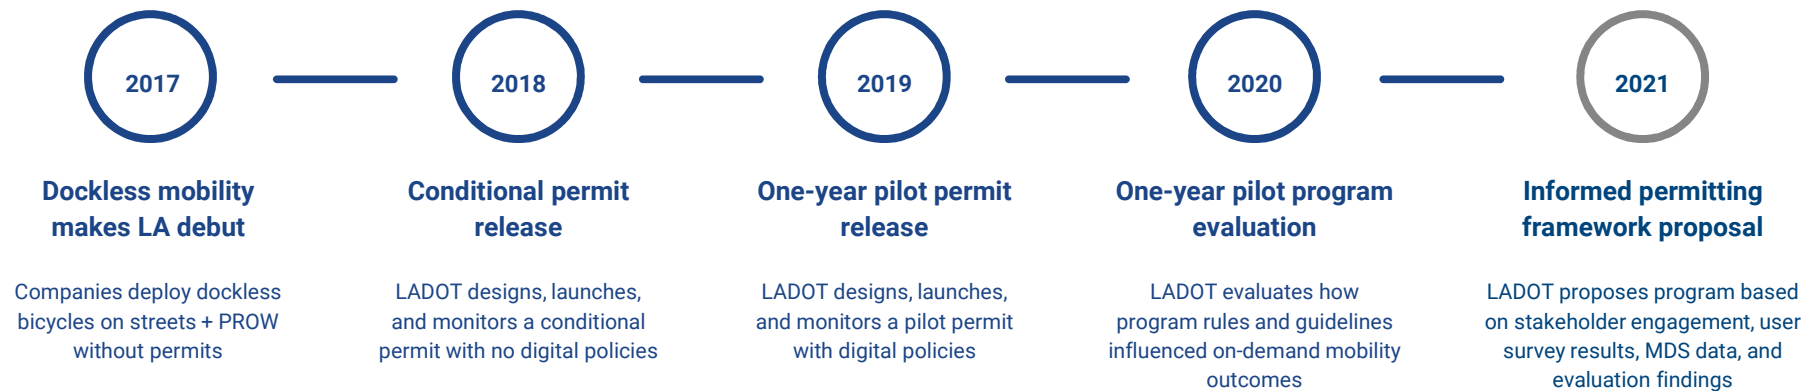 2017
Dockless mobility
makes LA debut
Companies deploy dockless
bicycles on streets + PROW
without permits
2018
Conditional permit
release
LADOT designs, launches,
and monitors a conditional
permit with no digital policies
2019
One-year pilot permit
release
LADOT designs, launches,
and monitors a pilot permit
with digital policies
2020
One-year pilot program
evaluation
LADOT evaluates how
program rules and guidelines
influenced on-demand mobility
outcomes
2021
Informed permitting
framework proposal
LADOT proposes program based
on stakeholder engagement, user
survey results, MDS data, and
evaluation findings